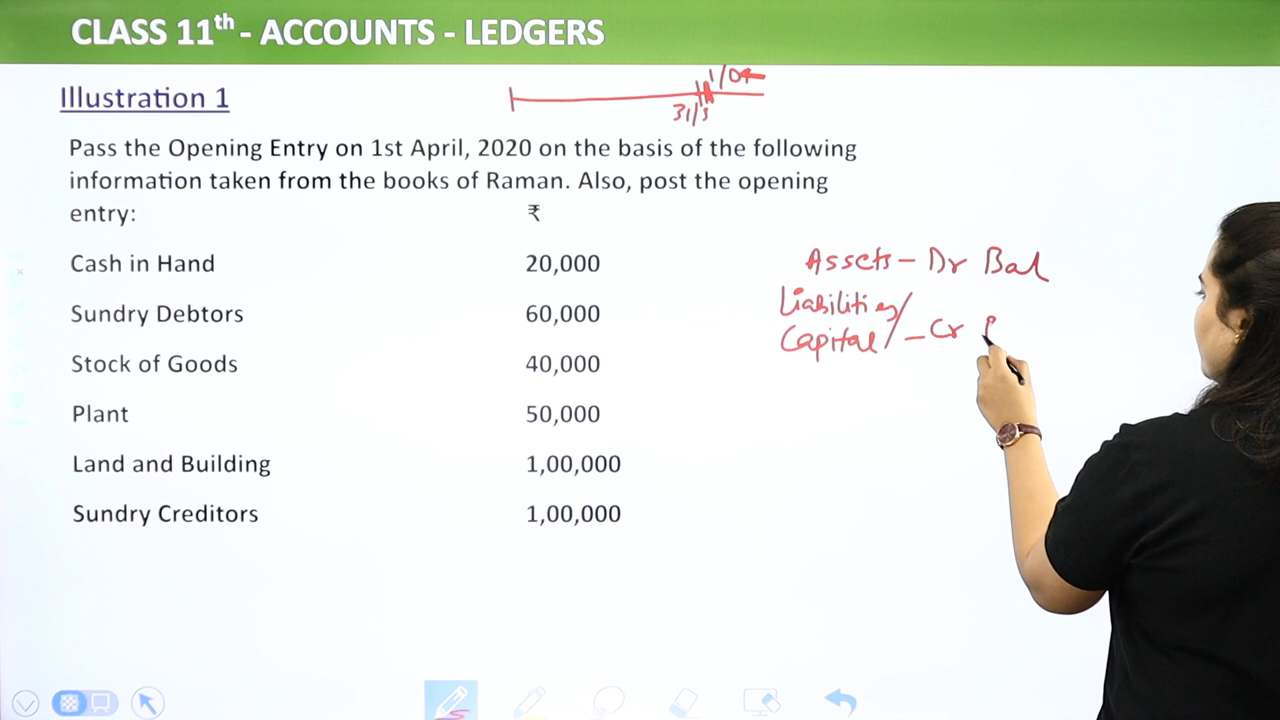 CLASS 11th - ACCOUNTS - LEDGERS
Illustration 1
1/04
31/3
Pass the Opening Entry on 1st April, 2020 on the basis of the following
information taken from the books of Raman. Also, post the opening
entry: ₹
Cash in Hand 20,000
Sundry Debtors 60,000
Stock of Goods 40,000
Plant 50,000
Land and Building 1,00,000
Sundry Creditors 1,00,000
Assets - Dr Bal
Liabilities/
Capital/ - Cr